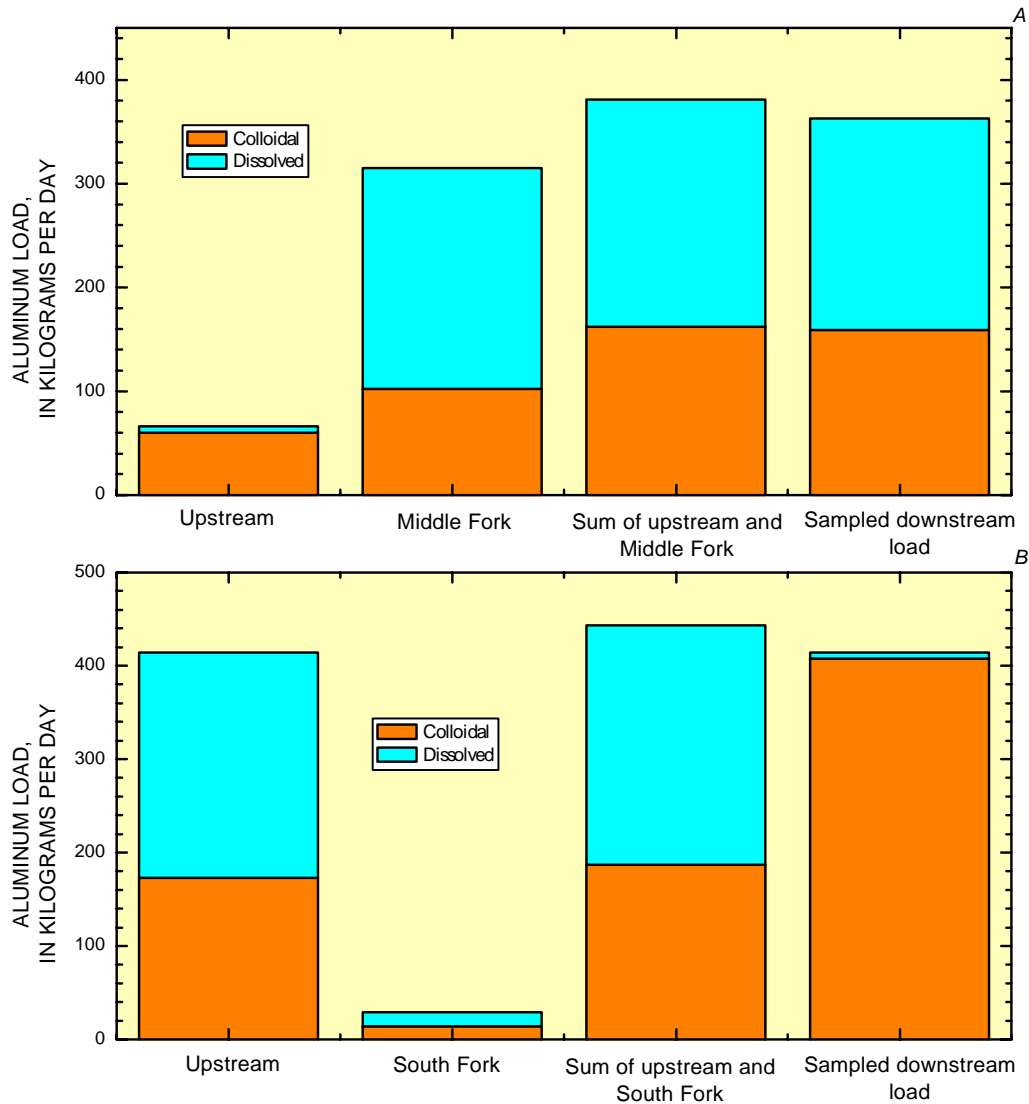 A
ALUMINUM LOAD,
IN KILOGRAMS PER DAY
400
300
200
100
0
Colloidal
Dissolved
Upstream
Middle Fork
Sum of upstream and
Middle Fork
Sampled downstream
load
B
ALUMINUM LOAD,
IN KILOGRAMS PER DAY
500
400
300
200
100
0
Colloidal
Dissolved
Upstream
South Fork
Sum of upstream and
South Fork
Sampled downstream
load